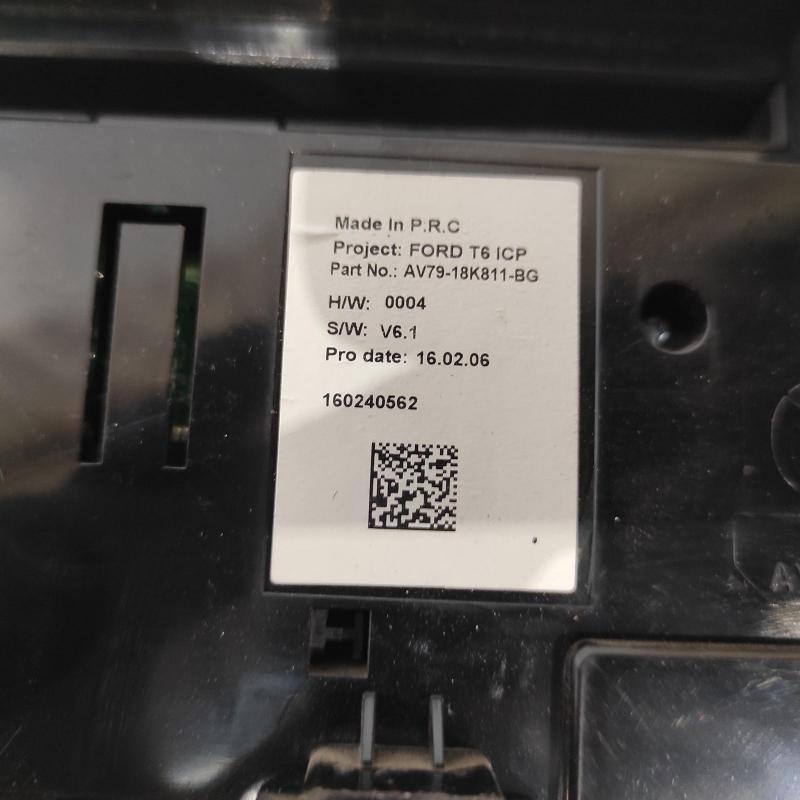 Made In P.R.C
Project: FORD T6 ICP
Part No.: AV79-18K811-BG
H/W: 0004
S/W: V6.1
Pro date: 16.02.06
160240562